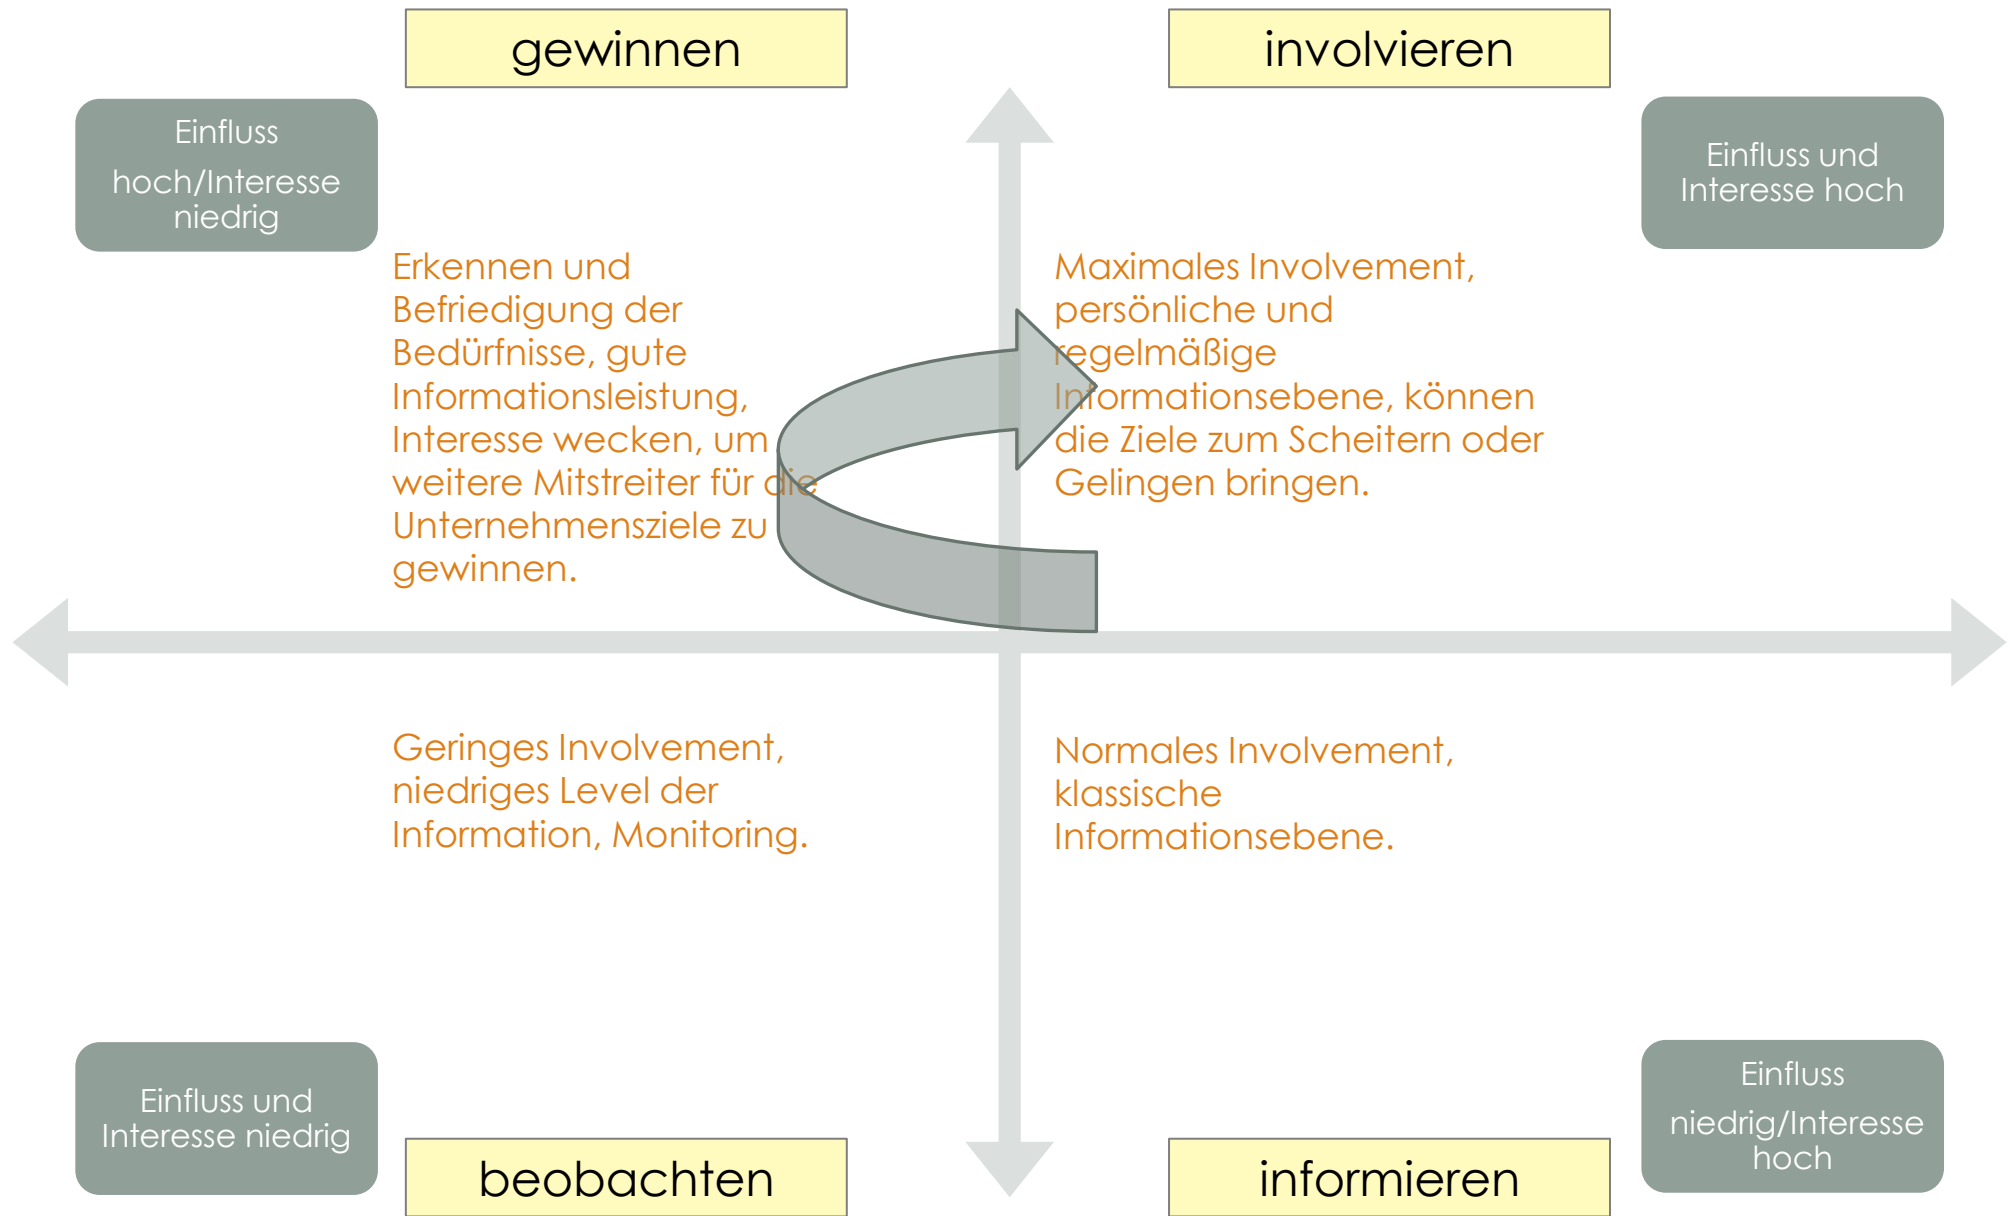 gewinnen
involvieren
Einfluss
hoch/Interesse
niedrig
Einfluss und
Interesse hoch
Erkennen und
Befriedigung der
Bedürfnisse, gute
Informationsleistung,
Interesse wecken, um
weitere Mitstreiter für die
Unternehmensziele zu
gewinnen.
Maximales Involvement,
persönliche und
regelmäßige
Informationsebene, können
die Ziele zum Scheitern oder
Gelingen bringen.
Geringes Involvement,
niedriges Level der
Information, Monitoring.
Normales Involvement,
klassische
Informationsebene.
Einfluss und
Interesse niedrig
Einfluss
niedrig/Interesse
hoch
beobachten
informieren